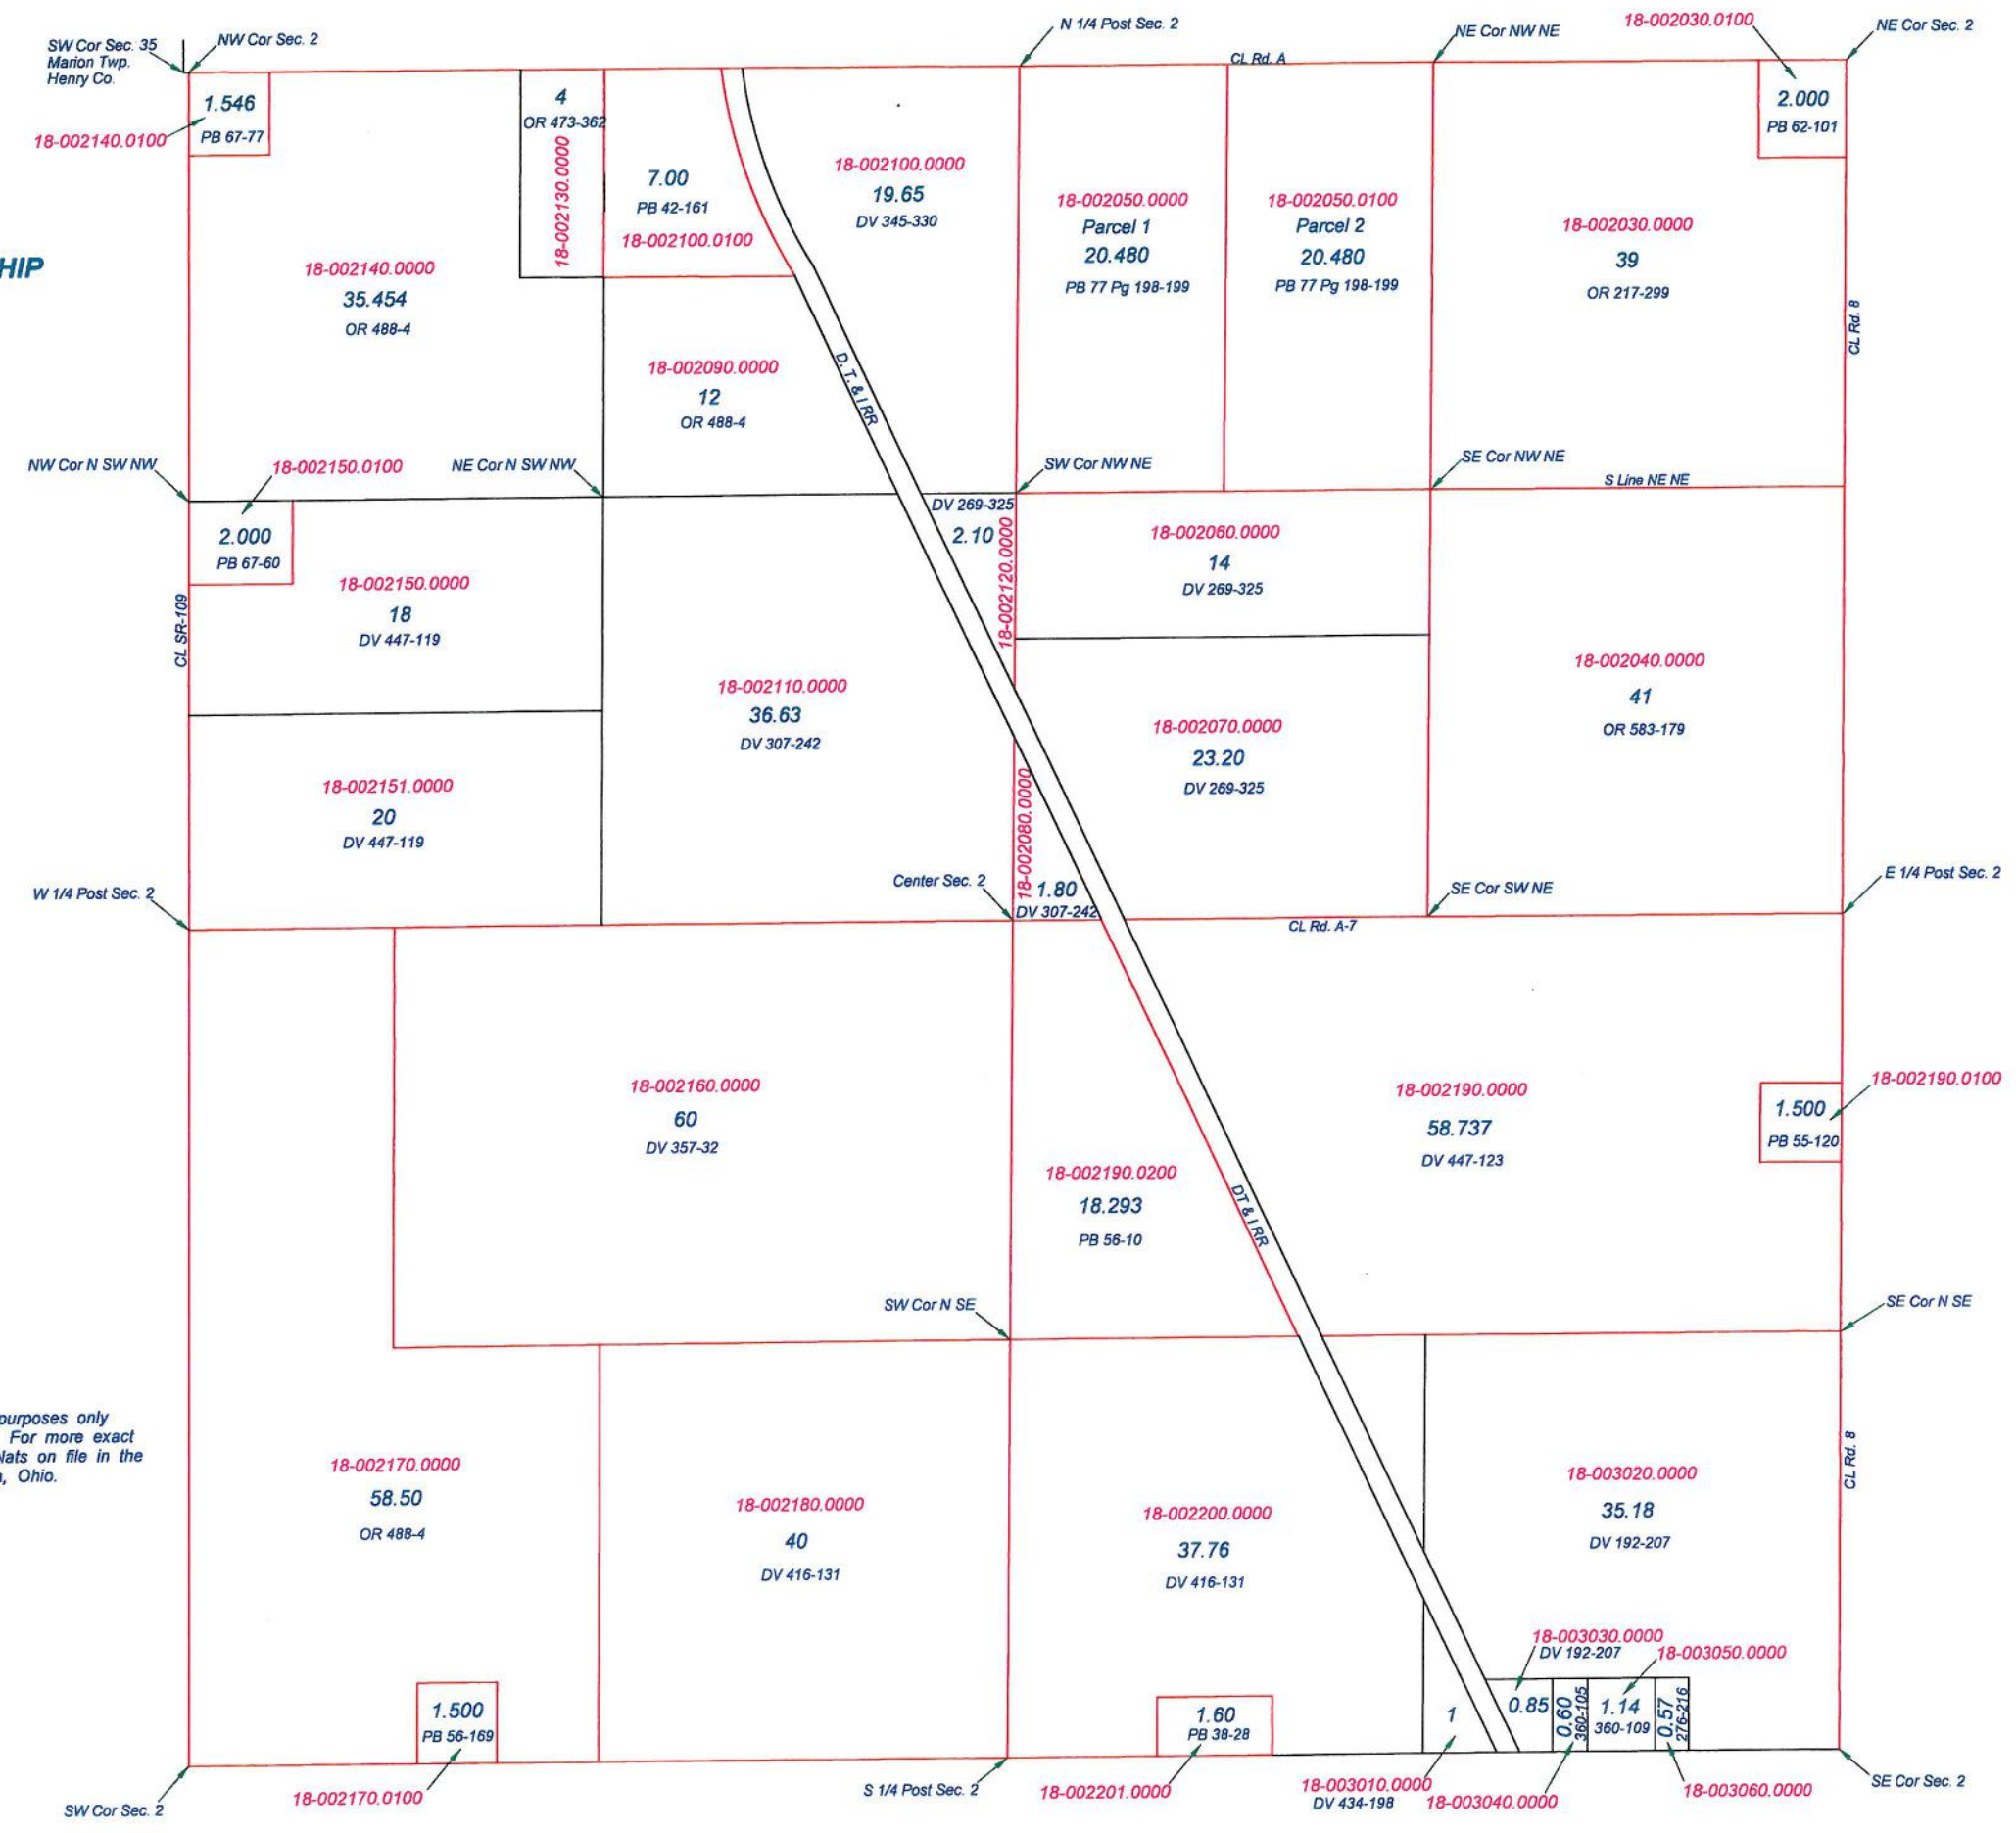 SW Cor Sec. 35
Marion Twp.
Henry Co.
NW Cor Sec. 2
N 1/4 Post Sec. 2
CL Rd. A
NE Cor NW NE
18-002030.0100
NE Cor Sec. 2
1.546
PB 67-77
18-002140.0100
4
OR 473-362
18-002130.0000
7.00
PB 42-161
18-002100.0100
18-002100.0000
19.65
DV 345-330
18-002050.0000
Parcel 1
20.480
PB 77 Pg 198-199
18-002050.0100
Parcel 2
20.480
PB 77 Pg 198-199
2.000
PB 62-101
18-002030.0000
39
OR 217-299
CL Rd. 8
HIP
18-002140.0000
35.454
OR 488-4
18-002090.0000
12
OR 488-4
D. T. & I RR
NW Cor N SW NW
18-002150.0100
NE Cor N SW NW
SW Cor NW NE
SE Cor NW NE
S Line NE NE
2.000
PB 67-60
CL SR-109
18-002150.0000
18
DV 447-119
DV 269-325
2.10
18-002120.0000
18-002060.0000
14
DV 269-325
18-002110.0000
36.63
DV 307-242
18-002040.0000
41
OR 583-179
18-002070.0000
23.20
DV 269-325
18-002151.0000
20
DV 447-119
18-002080.0000
1.80
DV 307-242
W 1/4 Post Sec. 2
Center Sec. 2
SE Cor SW NE
E 1/4 Post Sec. 2
CL Rd. A-7
18-002160.0000
60
DV 357-32
18-002190.0000
58.737
DV 447-123
18-002190.0100
1.500
PB 55-120
18-002190.0200
18.293
PB 56-10
DT & I RR
SW Cor N SE
SE Cor N SE
purposes only
For more exact
lats on file in the
, Ohio.
18-002170.0000
58.50
OR 488-4
18-002180.0000
40
DV 416-131
18-002200.0000
37.76
DV 416-131
18-003020.0000
35.18
DV 192-207
CL Rd. 8
18-003030.0000
DV 192-207
18-003050.0000
1.500
PB 56-169
1.60
PB 38-28
1
0.85
0.60
360-105
1.14
360-109
0.57
276-216
SW Cor Sec. 2
18-002170.0100
S 1/4 Post Sec. 2
18-002201.0000
18-003010.0000
DV 434-198
18-003040.0000
18-003060.0000
SE Cor Sec. 2